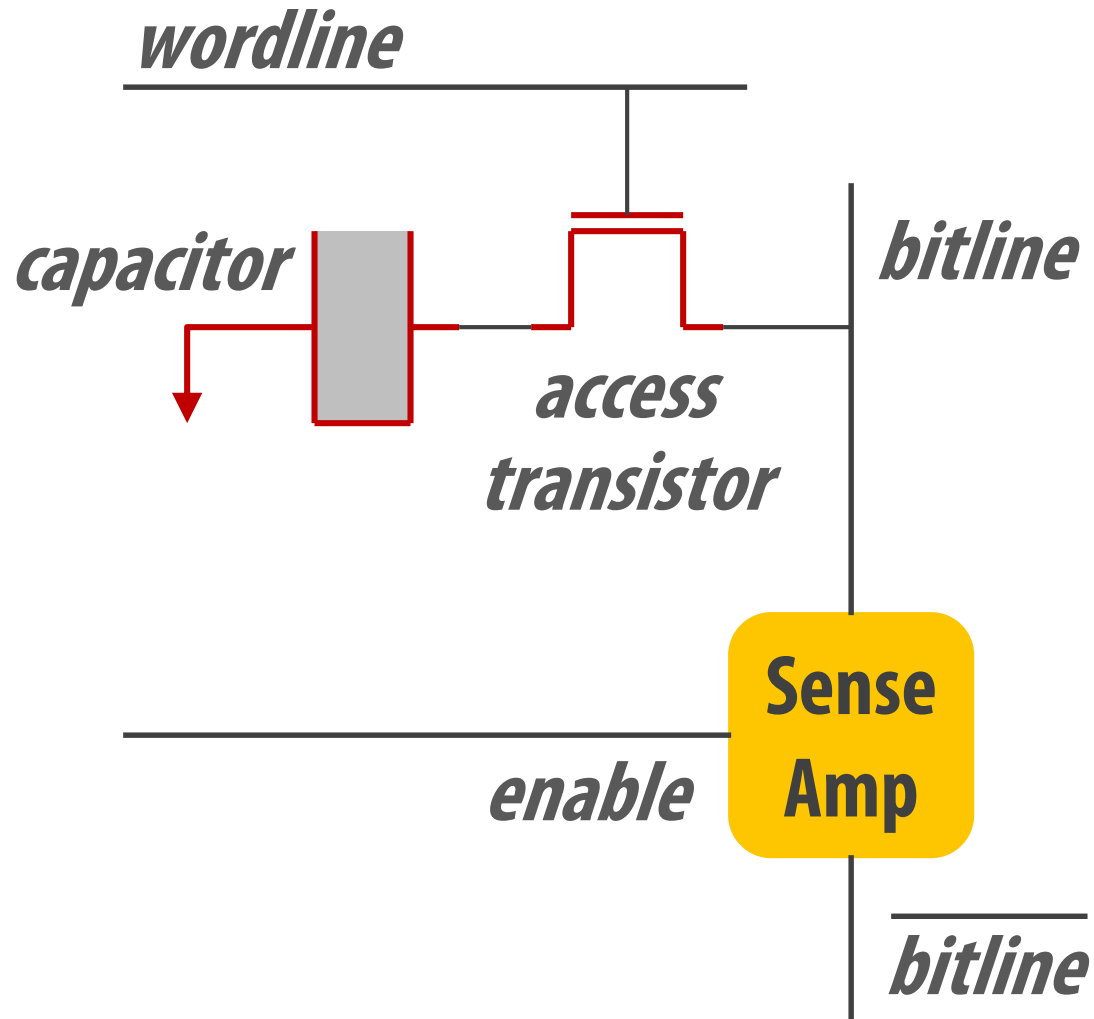 wordline
capacitor
bitline
access
transistor
Sense
Amp
enable
bitline